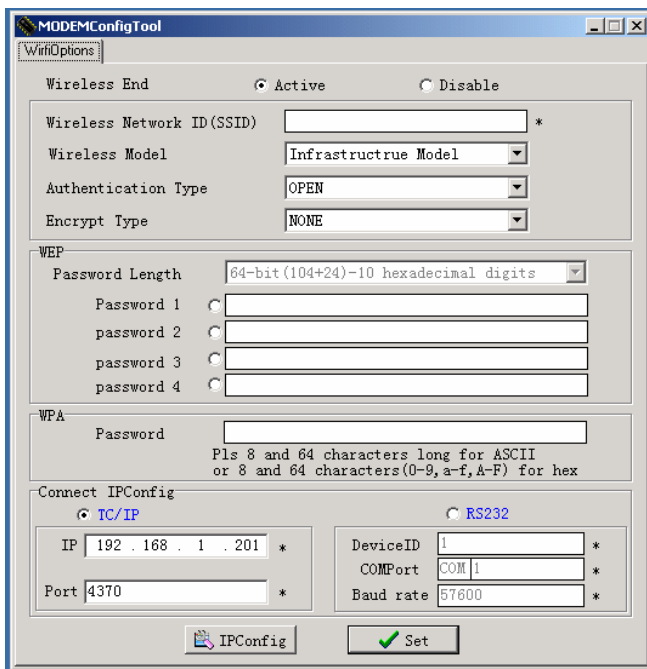 MODEMConfigTool
WirfiOptions
Wireless End Active Disable
Wireless Network ID(SSID) *
Wireless Model Infrastructrue Model
Authentication Type OPEN
Encrypt Type NONE
WEP
Password Length 64-bit(104+24)-10 hexadecimal digits
Password 1
password 2
password 3
password 4
WPA
Password
Pls 8 and 64 characters long for ASCII
or 8 and 64 characters(0-9,a-f,A-F) for hex
Connect IPConfig
TC/IP RS232
IP 192 . 168 . 1 . 201 * DeviceID 1 *
COMPort COM 1 *
Port 4370 * Baud rate 57600 *
IPConfig Set